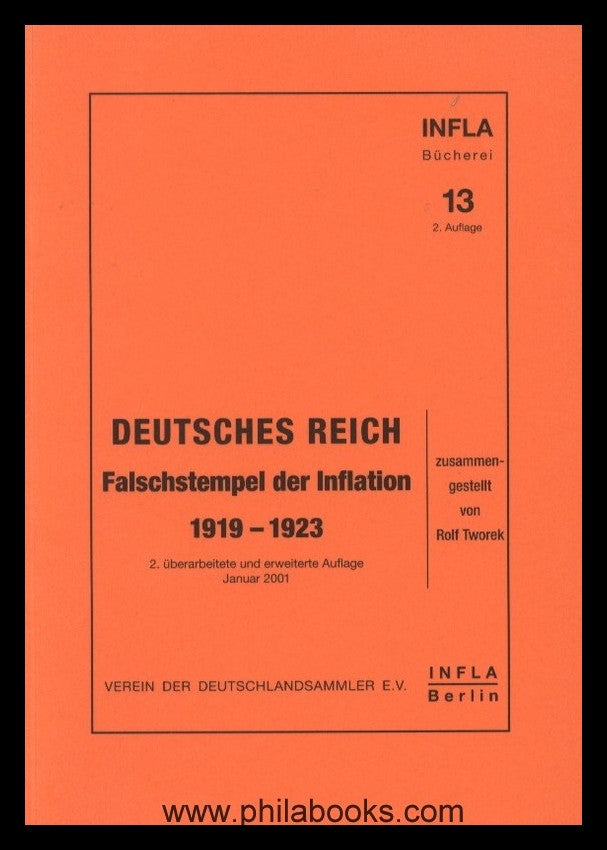 INFLA
Bücherei
13
2. Auflage
DEUTSCHES REICH
Falschstempel der Inflation
1919 – 1923
2. überarbeitete und erweiterte Auflage
Januar 2001
zusammen-
gestellt
von
Rolf Tworek
VEREIN DER DEUTSCHLANDSAMMLER E.V.
INFLA
Berlin
www.philabooks.com